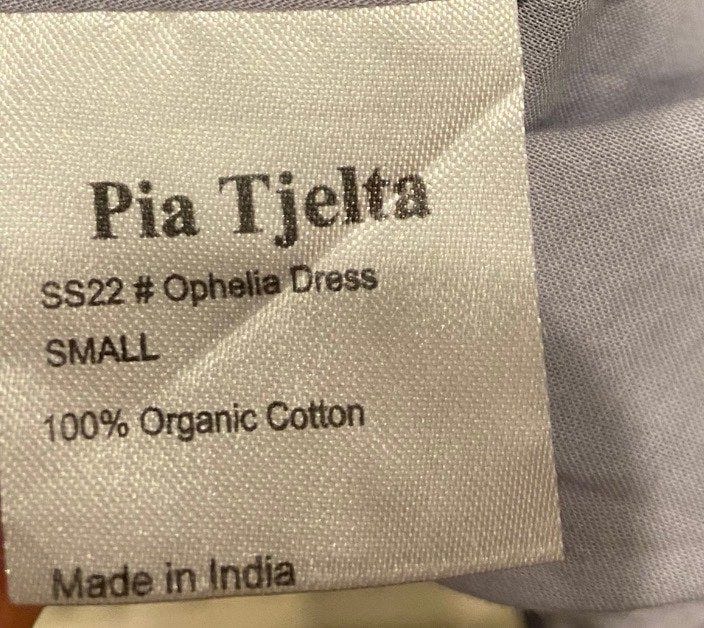 Pia Tjelta
SS22 # Ophelia Dress
SMALL
100% Organic Cotton
Made in India